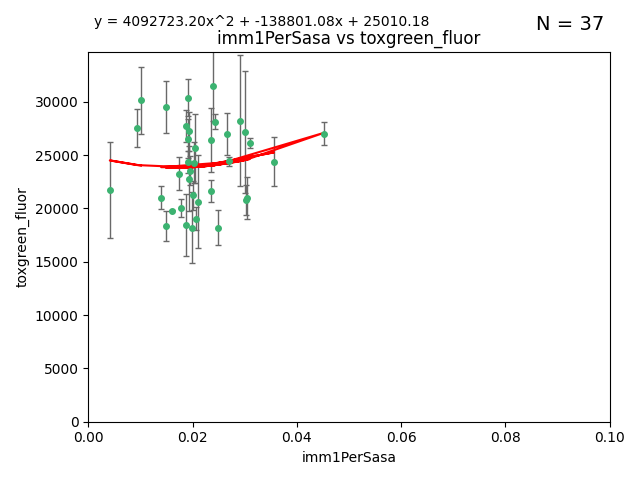 y = 4092723.20x^2 + -138801.08x + 25010.18
N = 37
imm1PerSasa vs toxgreen_fluor
30000
25000
20000
15000
10000
5000
0
toxgreen_fluor
0.00 0.02 0.04 0.06 0.08 0.10
imm1PerSasa